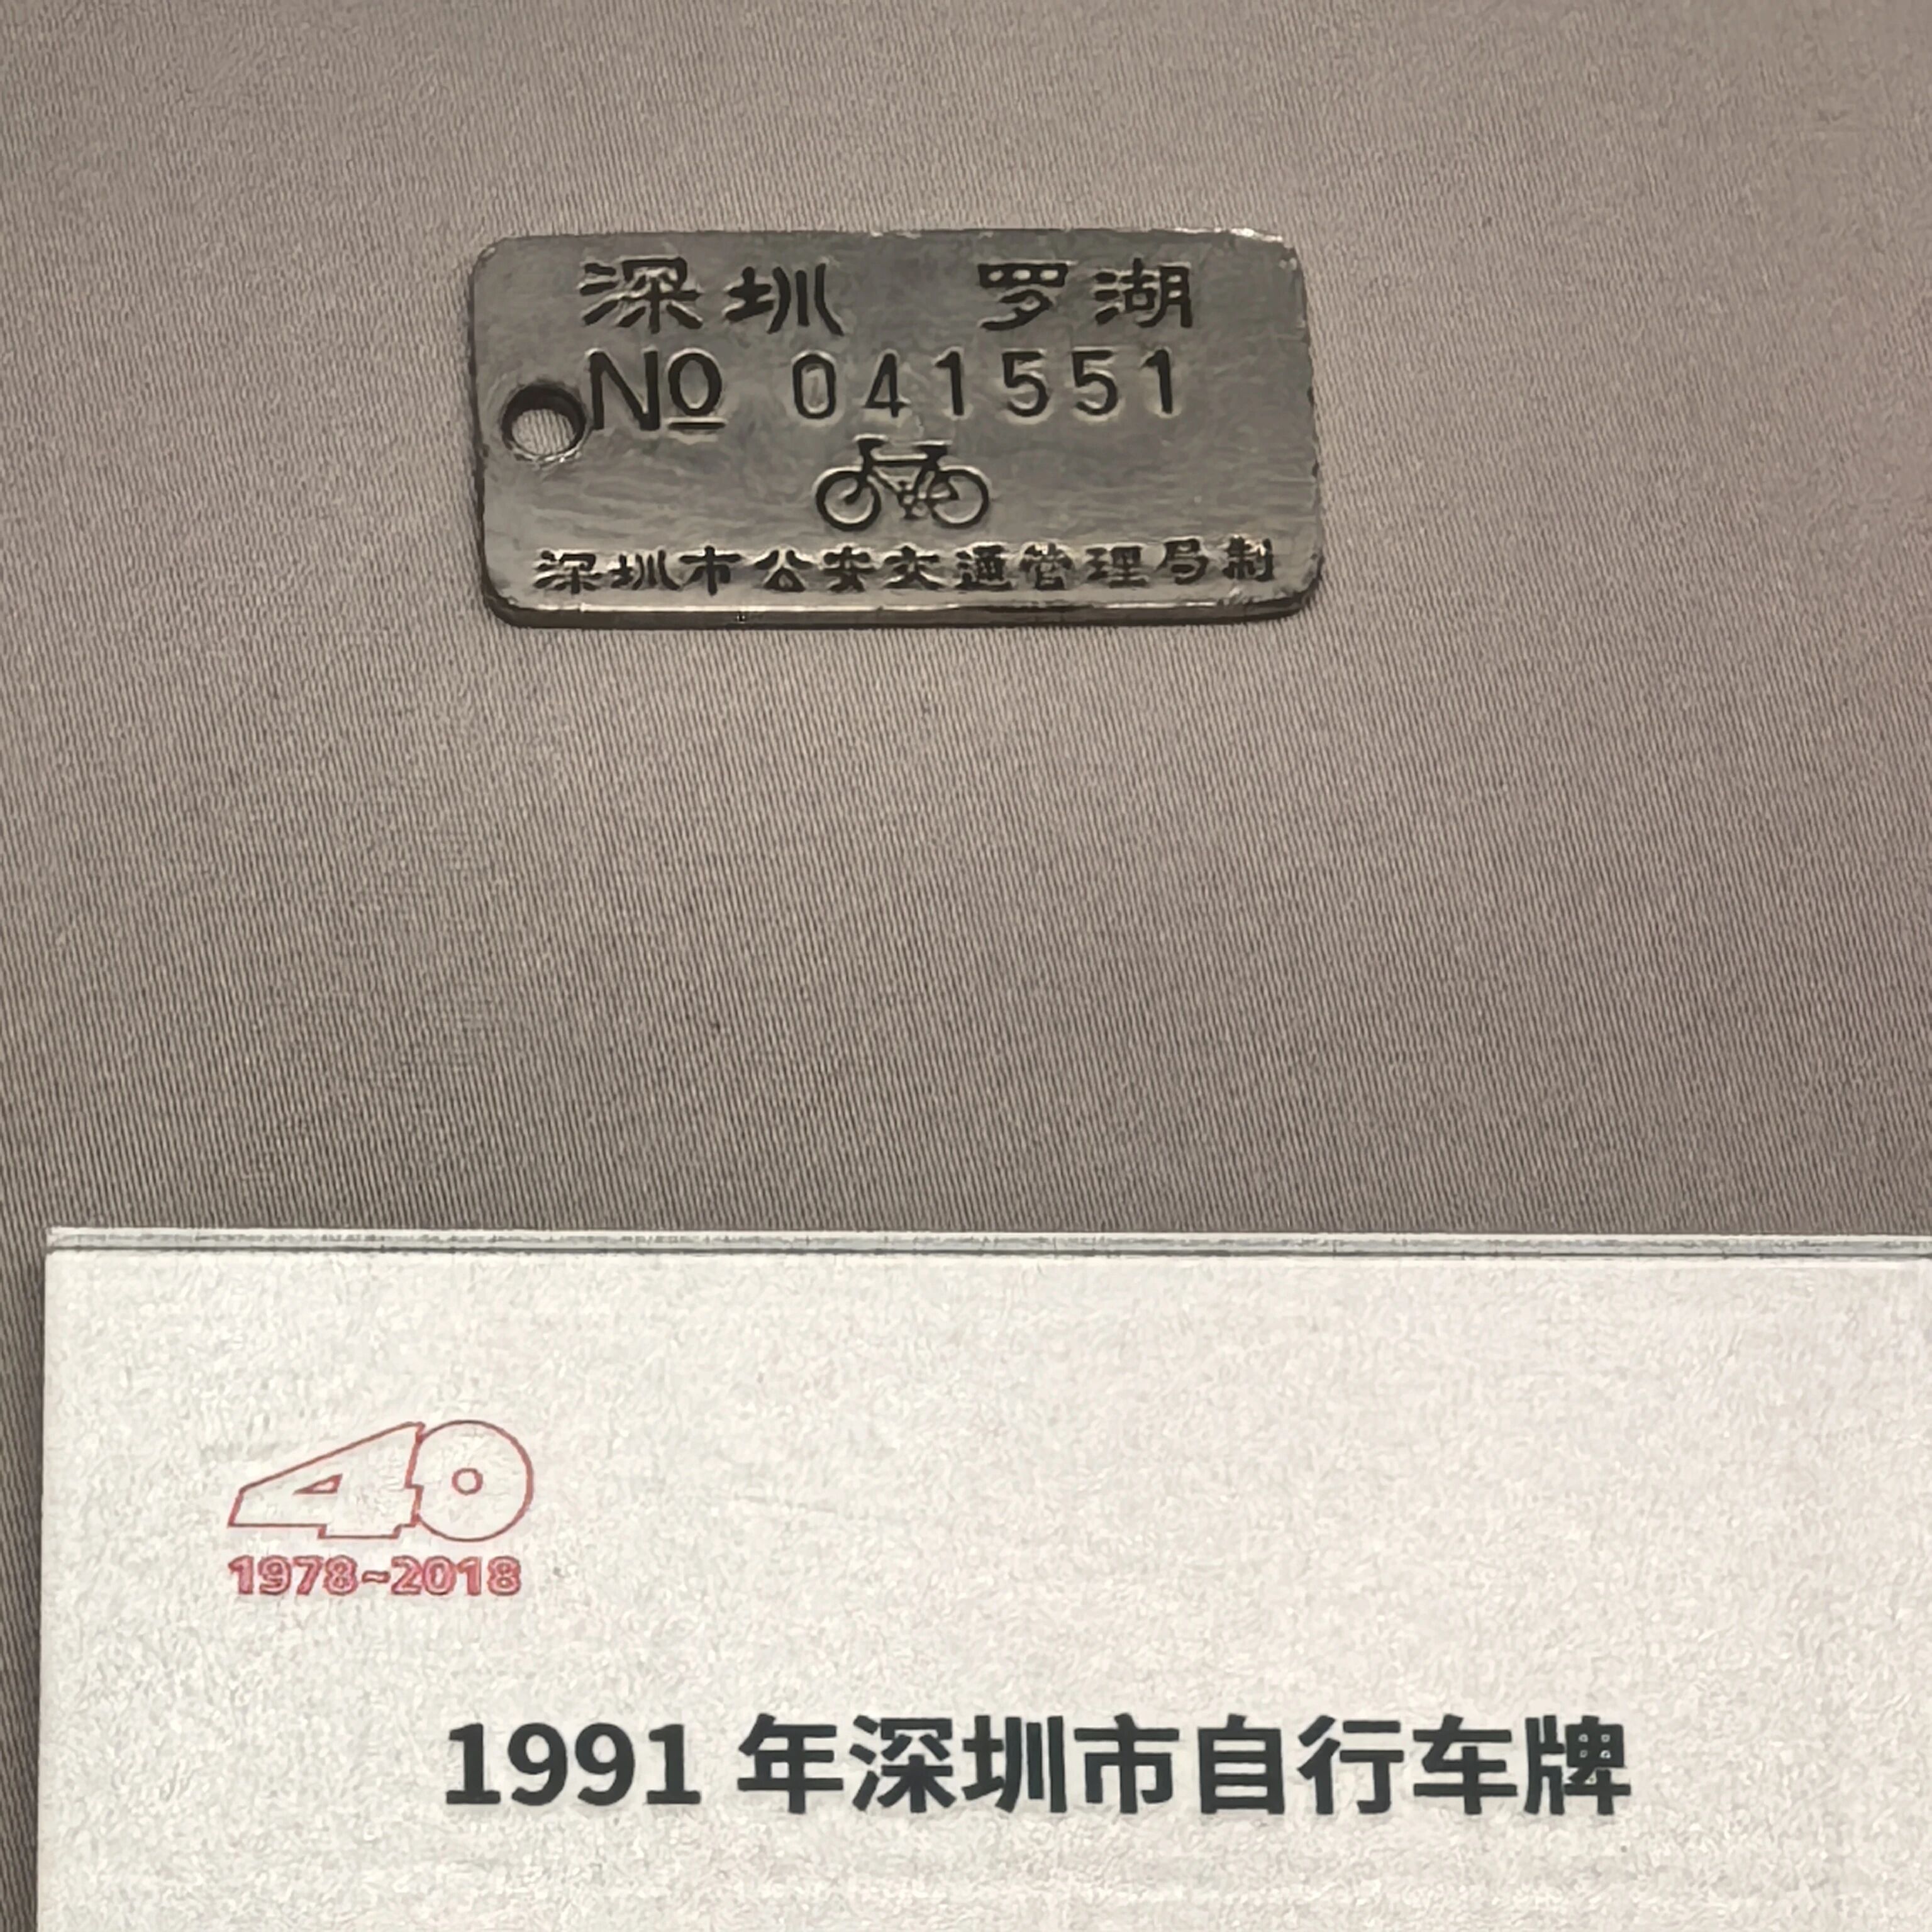 深圳 罗湖
No 041551
深圳市公安交通管理局制
40
1978~2018
1991 年深圳市自行车牌